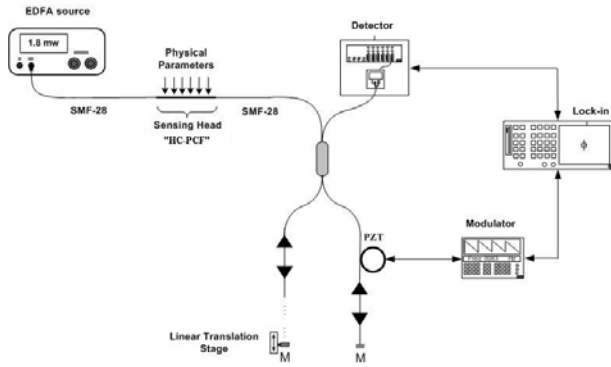 EDFA source
1.8 mw
Physical
Parameters
SMF-28
SMF-28
Sensing Head
"HC-PCF"
Detector
Lock-in
Modulator
PZT
Linear Translation
Stage
M
M